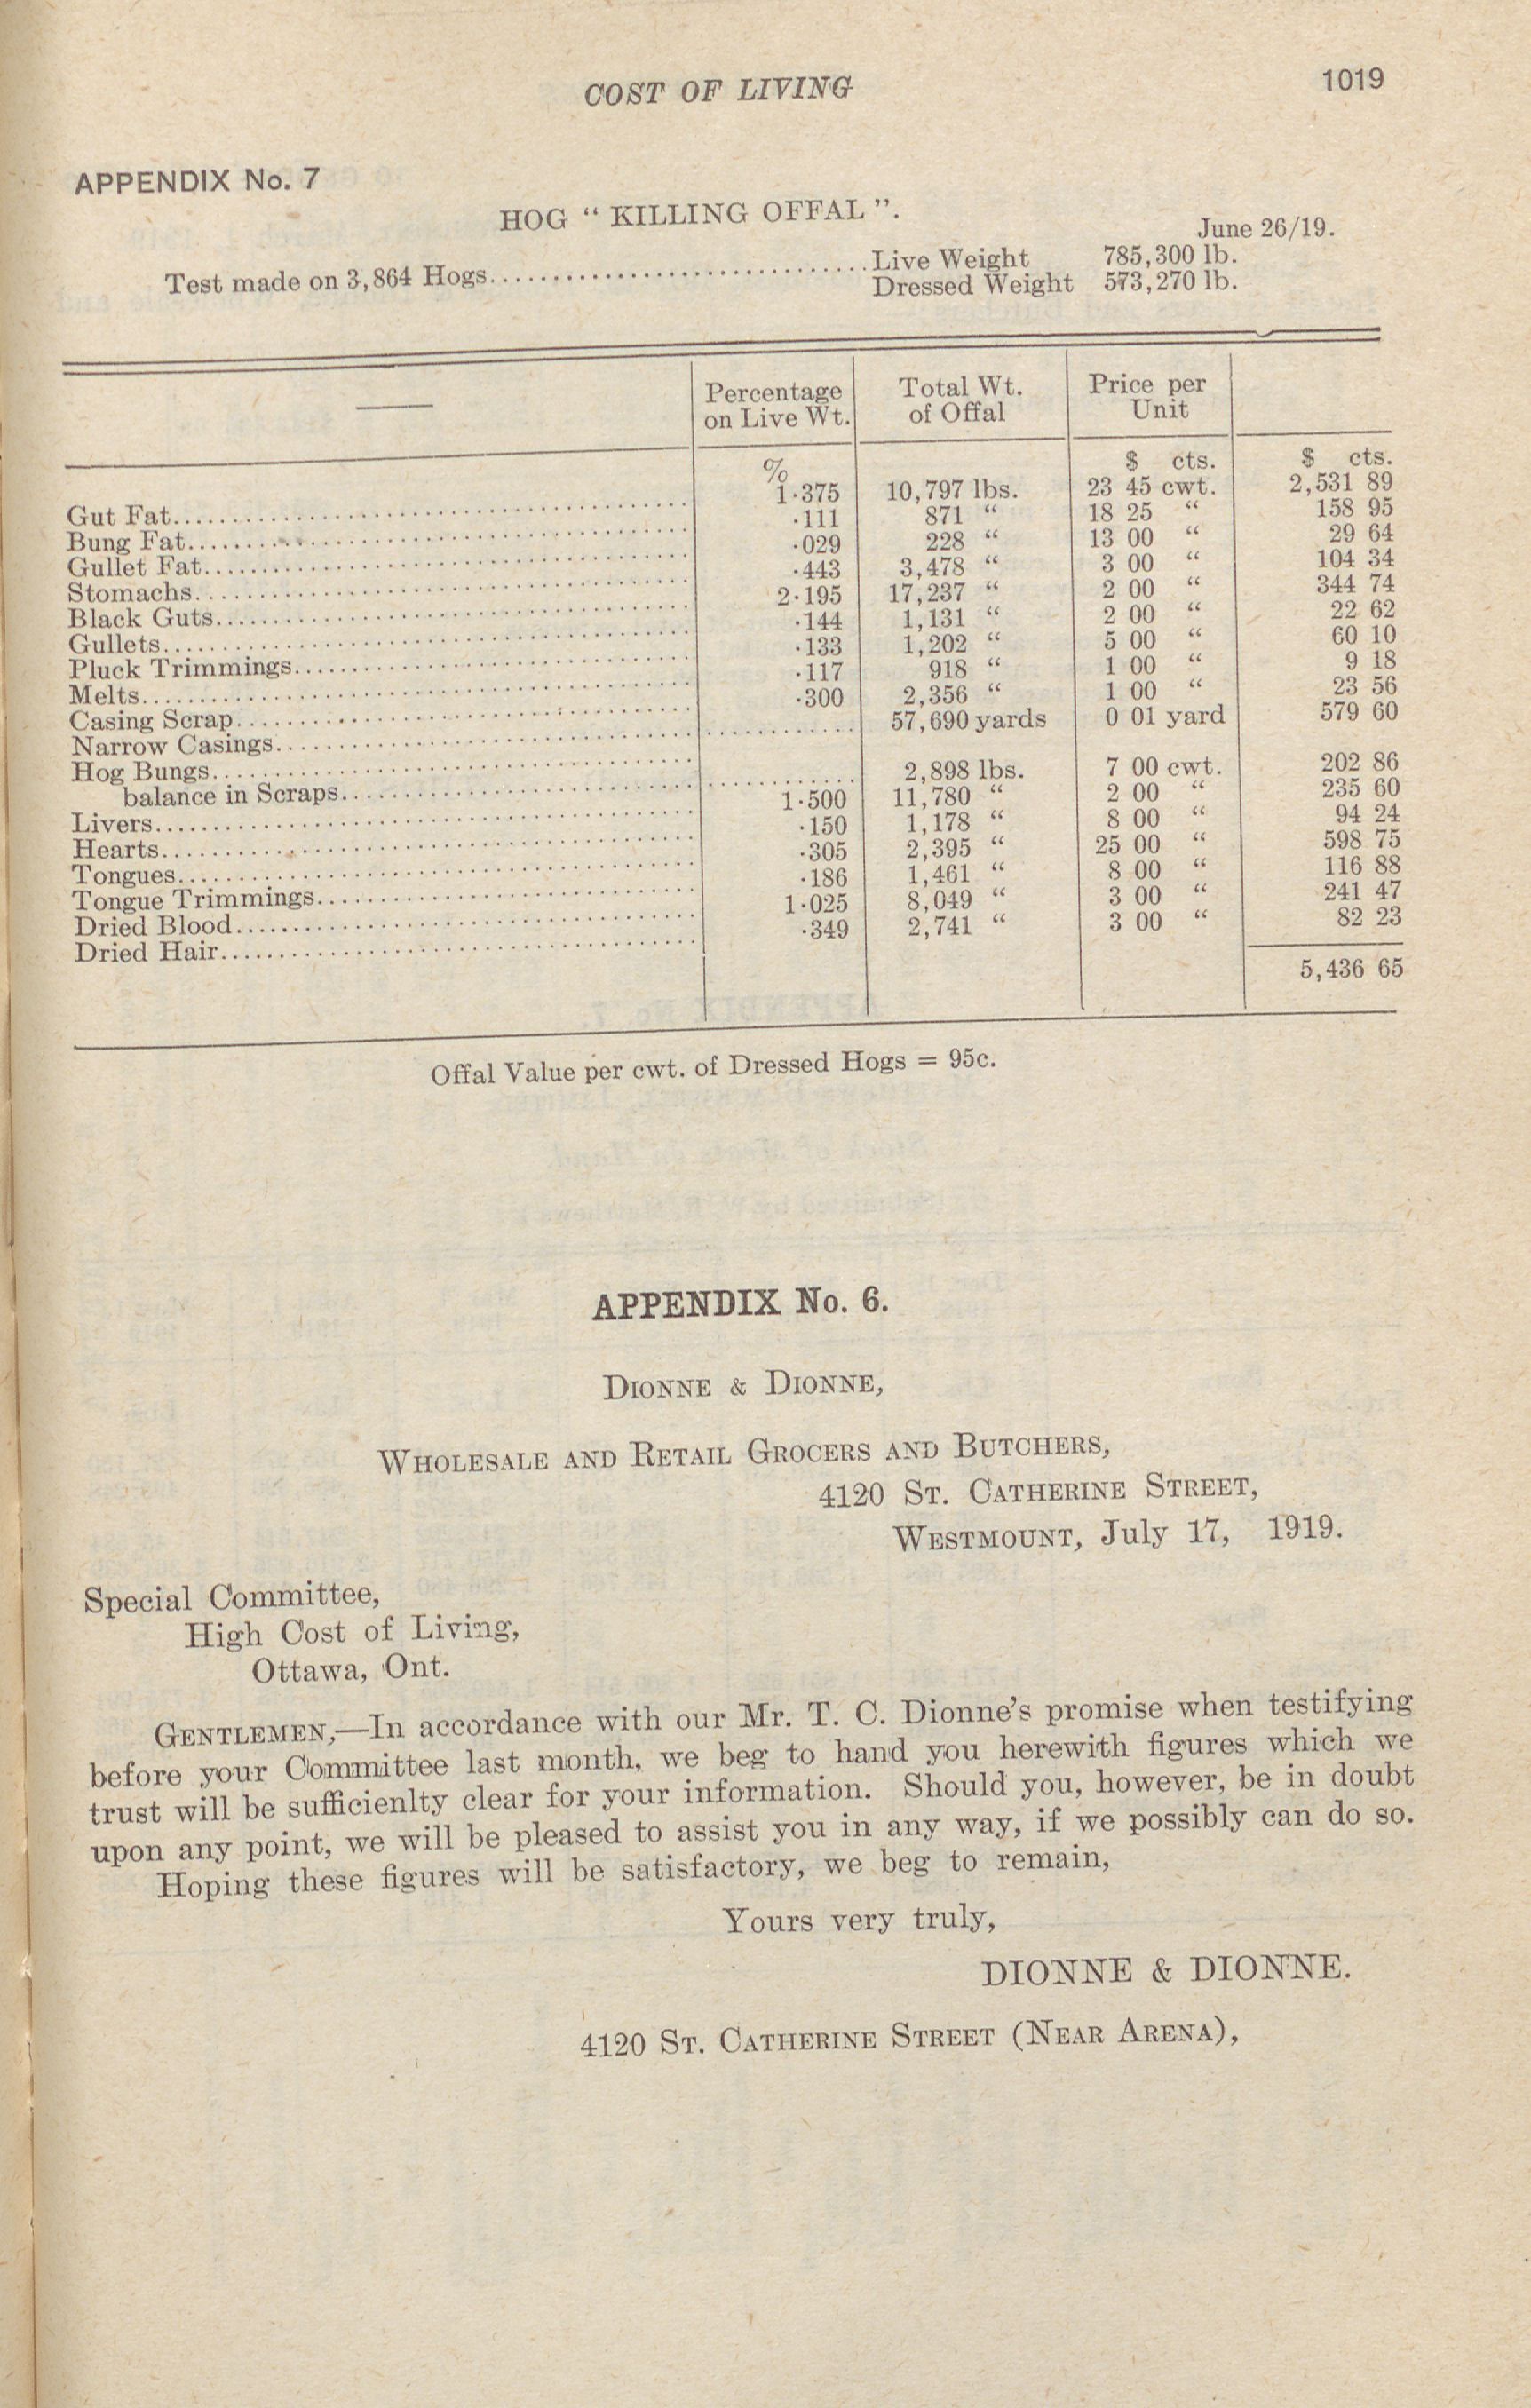 COST OF LIVING 1019
APPENDIX No. 7
HOG “ KILLING OFFAL ”.
June 26/19.
Test made on 3,864 Hogs..............................Live Weight 785,300 lb.
Dressed Weight 573,270 lb.
Percentage on Live Wt. Total Wt. of Offal Price per Unit
% $ cts. $ cts.
Gut Fat 1·375 10,797 lbs. 23 45 cwt. 2,531 89
Bung Fat ·111 871 “ 18 25 “ 158 95
Gullet Fat ·029 228 “ 13 00 “ 29 64
Stomachs ·443 3,478 “ 3 00 “ 104 34
Black Guts 2·195 17,237 “ 2 00 “ 344 74
Gullets ·144 1,131 “ 2 00 “ 22 62
Pluck Trimmings ·133 1,202 “ 5 00 “ 60 10
Melts ·117 918 “ 1 00 “ 9 18
Casing Scrap ·300 2,356 “ 1 00 “ 23 56
Narrow Casings 57,690 yards 0 01 yard 579 60
Hog Bungs
balance in Scraps 2,898 lbs. 7 00 cwt. 202 86
Livers 1·500 11,780 “ 2 00 “ 235 60
Hearts ·150 1,178 “ 8 00 “ 94 24
Tongues ·305 2,395 “ 25 00 “ 598 75
Tongue Trimmings ·186 1,461 “ 8 00 “ 116 88
Dried Blood 1·025 8,049 “ 3 00 “ 241 47
Dried Hair ·349 2,741 “ 3 00 “ 82 23
5,436 65
Offal Value per cwt. of Dressed Hogs = 95c.
APPENDIX No. 6.
DIONNE & DIONNE,
WHOLESALE AND RETAIL GROCERS AND BUTCHERS,
4120 ST. CATHERINE STREET,
WESTMOUNT, July 17, 1919.
Special Committee,
High Cost of Living,
Ottawa, Ont.
GENTLEMEN,—In accordance with our Mr. T. C. Dionne's promise when testifying
before your Committee last month, we beg to hand you herewith figures which we
trust will be sufficienlty clear for your information. Should you, however, be in doubt
upon any point, we will be pleased to assist you in any way, if we possibly can do so.
Hoping these figures will be satisfactory, we beg to remain,
Yours very truly,
DIONNE & DIONNE.
4120 ST. CATHERINE STREET (NEAR ARENA),